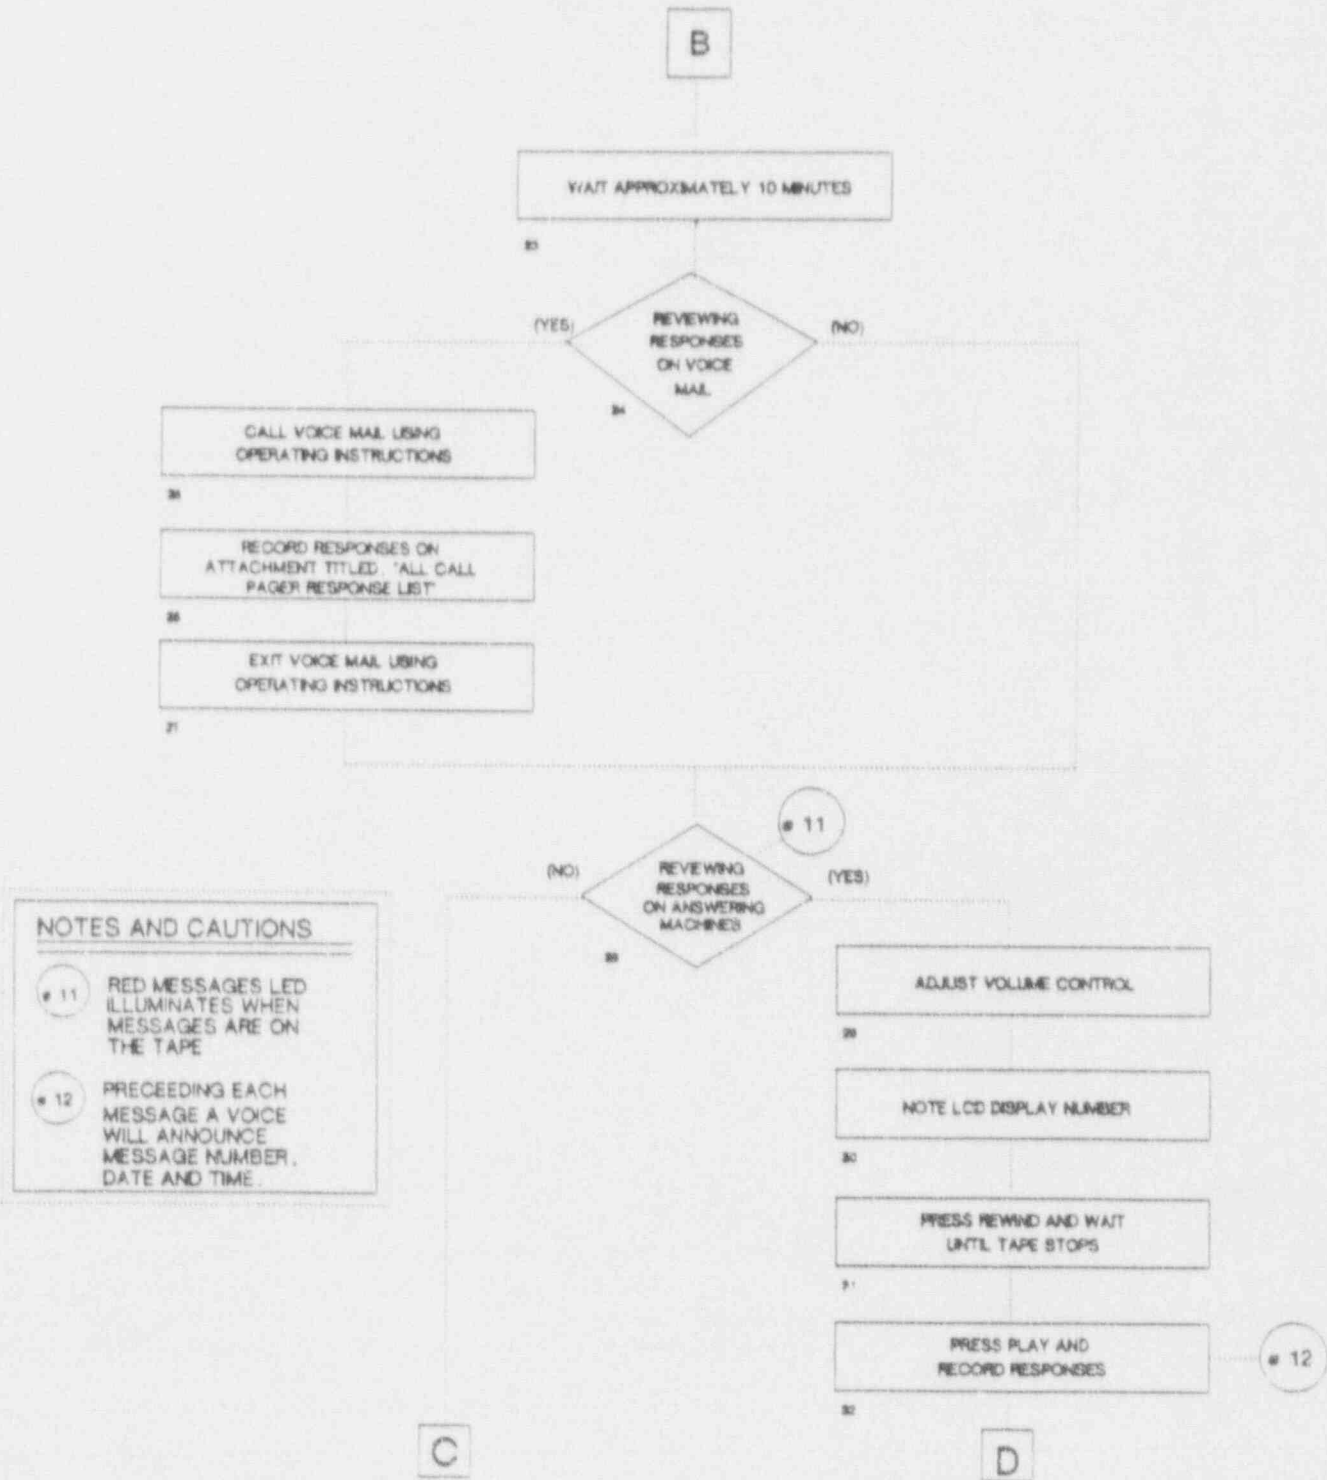 B
WAIT APPROXIMATELY 10 MINUTES
(YES)
REVIEWING
RESPONSES
ON VOICE
MAIL
(NO)
CALL VOICE MAIL USING
OPERATING INSTRUCTIONS
RECORD RESPONSES ON
ATTACHMENT TITLED, "ALL CALL
PAGER RESPONSE LIST"
EXIT VOICE MAIL USING
OPERATING INSTRUCTIONS
# 11
(NO)
REVIEWING
RESPONSES
ON ANSWERING
MACHINES
(YES)
NOTES AND CAUTIONS
# 11
RED MESSAGES LED
ILLUMINATES WHEN
MESSAGES ARE ON
THE TAPE
# 12
PRECEEDING EACH
MESSAGE A VOICE
WILL ANNOUNCE
MESSAGE NUMBER,
DATE AND TIME.
ADJUST VOLUME CONTROL
NOTE LCD DISPLAY NUMBER
30
PRESS REWIND AND WAIT
UNTIL TAPE STOPS
PRESS PLAY AND
RECORD RESPONSES
# 12
32
C
D